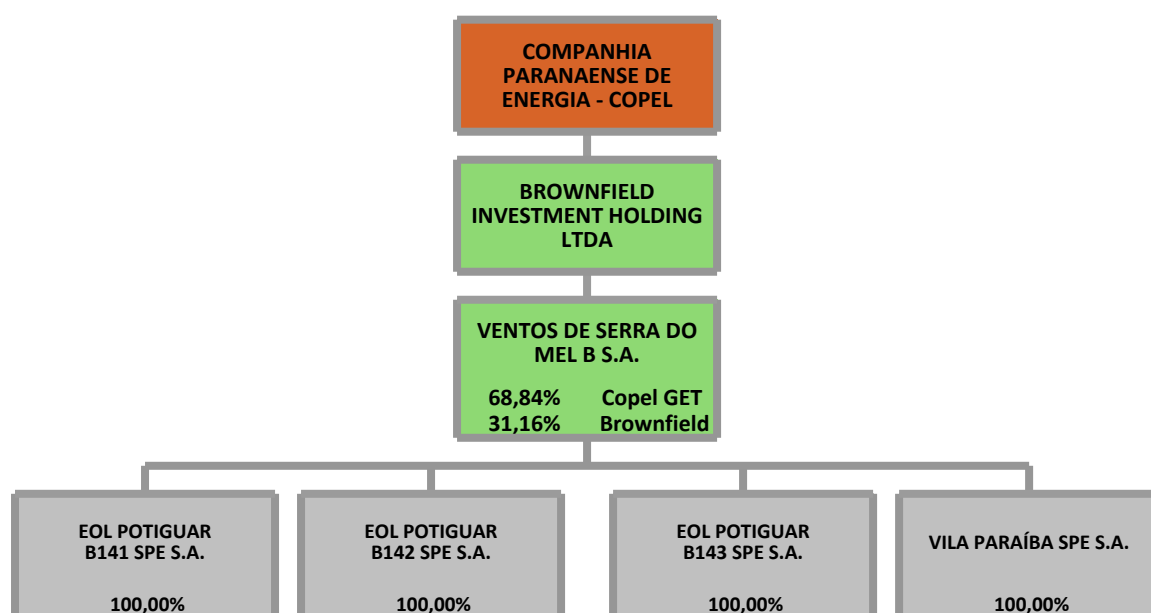 COMPANHIA
PARANAENSE DE
ENERGIA - COPEL
BROWNFIELD
INVESTMENT HOLDING
LTDA
VENTOS DE SERRA DO
MEL B S.A.
68,84% Copel GET
31,16% Brownfield
EOL POTIGUAR
B141 SPE S.A.
100,00%
EOL POTIGUAR
B142 SPE S.A.
100,00%
EOL POTIGUAR
B143 SPE S.A.
100,00%
VILA PARAÍBA SPE S.A.
100,00%